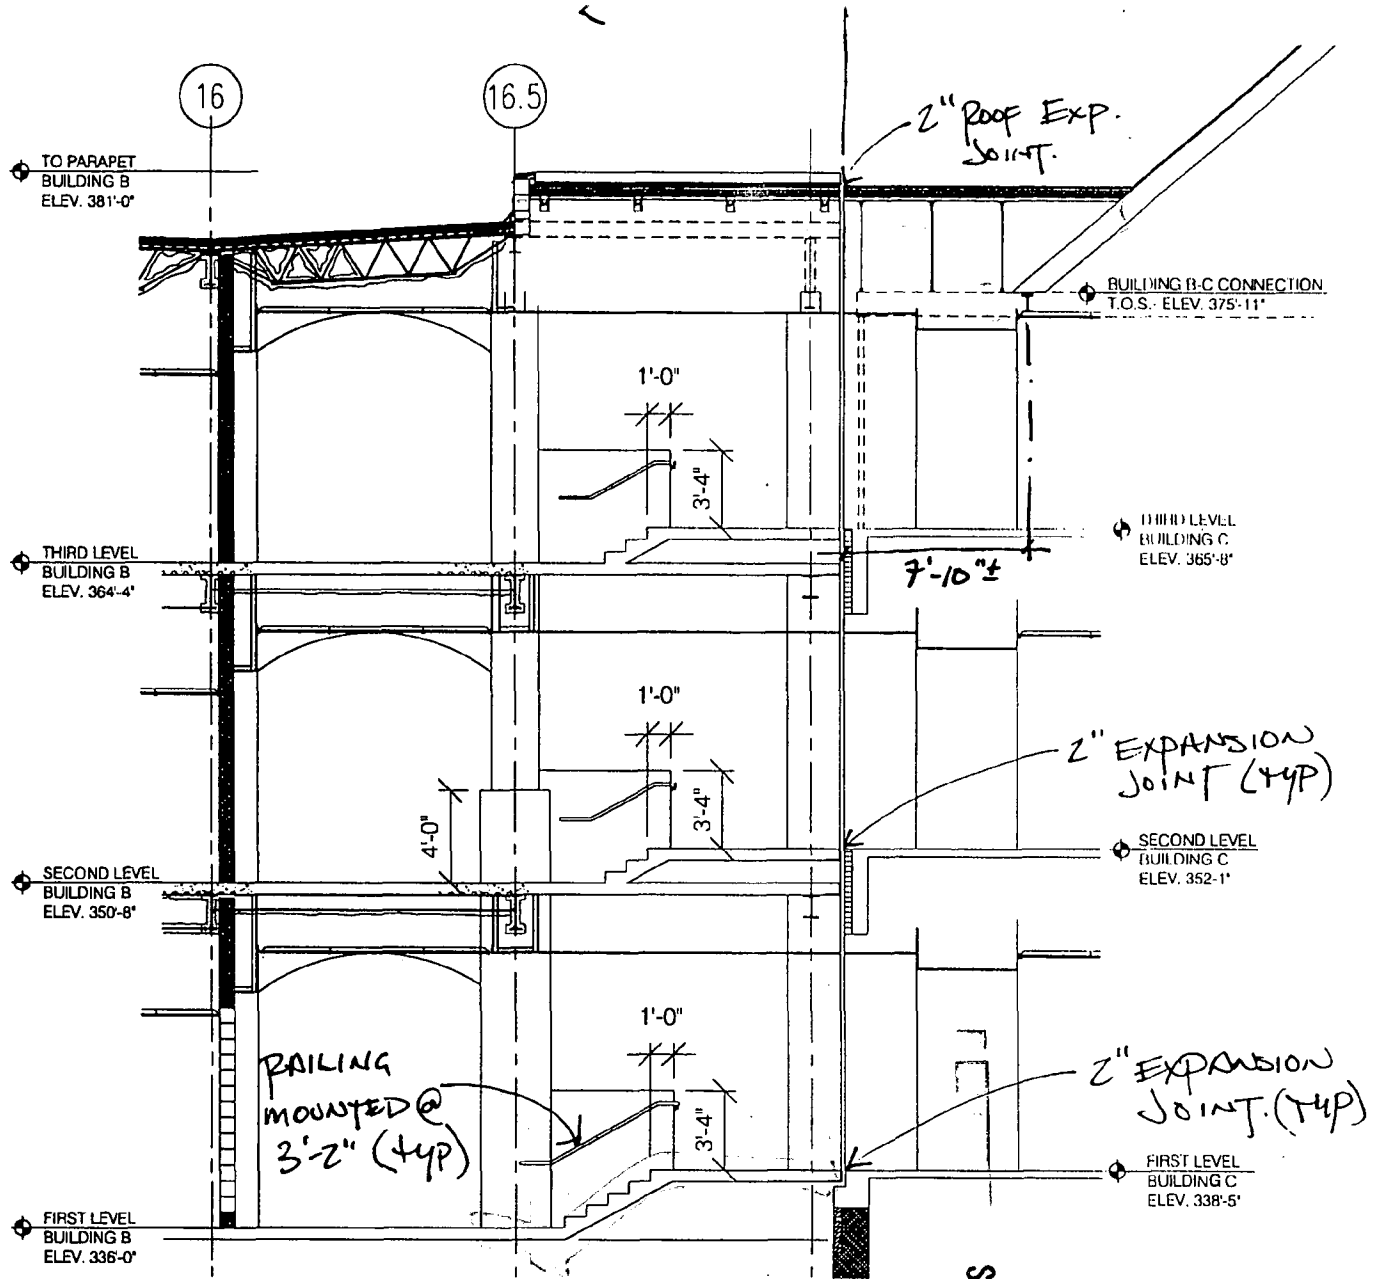 16
16.5
2" ROOF EXP.
JOINT.
TO PARAPET
BUILDING B
ELEV. 381'-0"
BUILDING B-C CONNECTION
T.O.S.- ELEV. 375'-11"
1'-0"
3'-4"
THIRD LEVEL
BUILDING C
ELEV. 365'-8"
THIRD LEVEL
BUILDING B
ELEV. 364'-4"
7'-10"±
1'-0"
2" EXPANSION
JOINT (TYP)
3'-4"
4'-0"
SECOND LEVEL
BUILDING C
ELEV. 352'-1"
SECOND LEVEL
BUILDING B
ELEV. 350'-8"
1'-0"
RAILING
MOUNTED @
3'-2" (TYP)
2" EXPANSION
JOINT. (TYP)
3'-4"
FIRST LEVEL
BUILDING C
ELEV. 338'-5"
FIRST LEVEL
BUILDING B
ELEV. 336'-0"
S